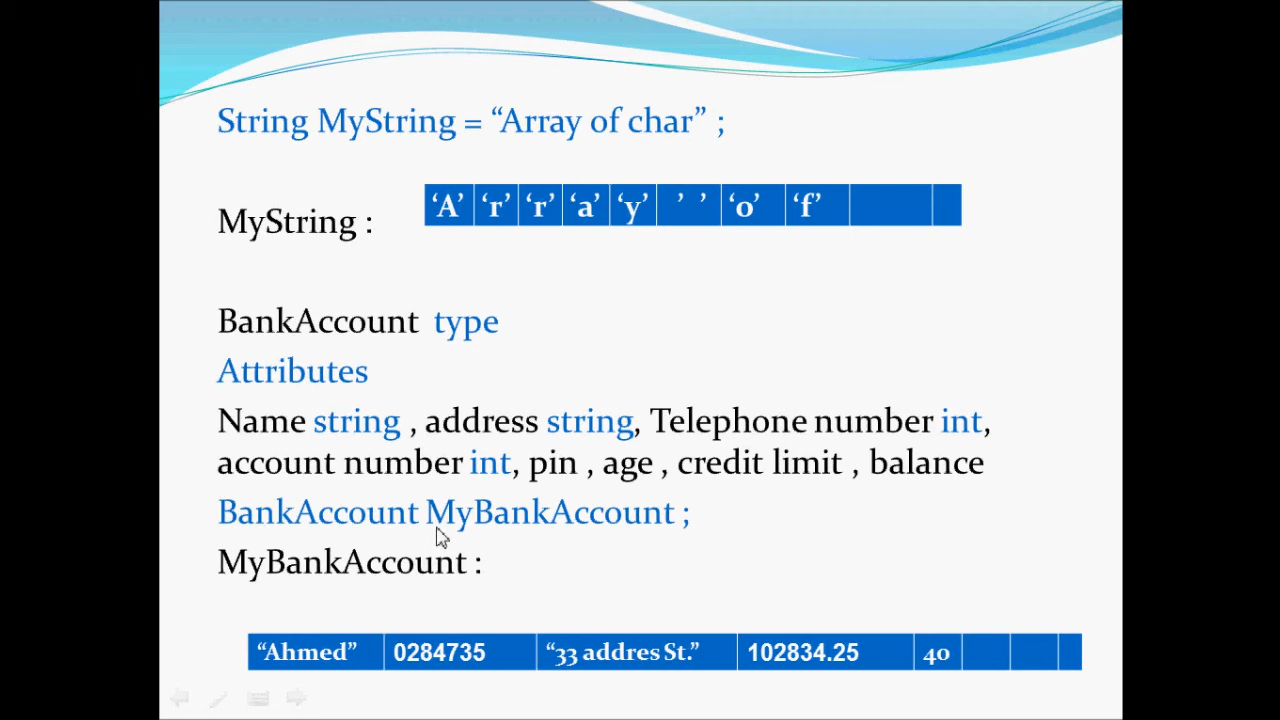 String MyString = “Array of char” ;
MyString : ‘A’ ‘r’ ‘r’ ‘a’ ‘y’ ’ ’ ‘o’ ‘f’
BankAccount type
Attributes
Name string , address string, Telephone number int,
account number int, pin , age , credit limit , balance
BankAccount MyBankAccount ;
MyBankAccount :
“Ahmed” 0284735 “33 addres St.” 102834.25 40